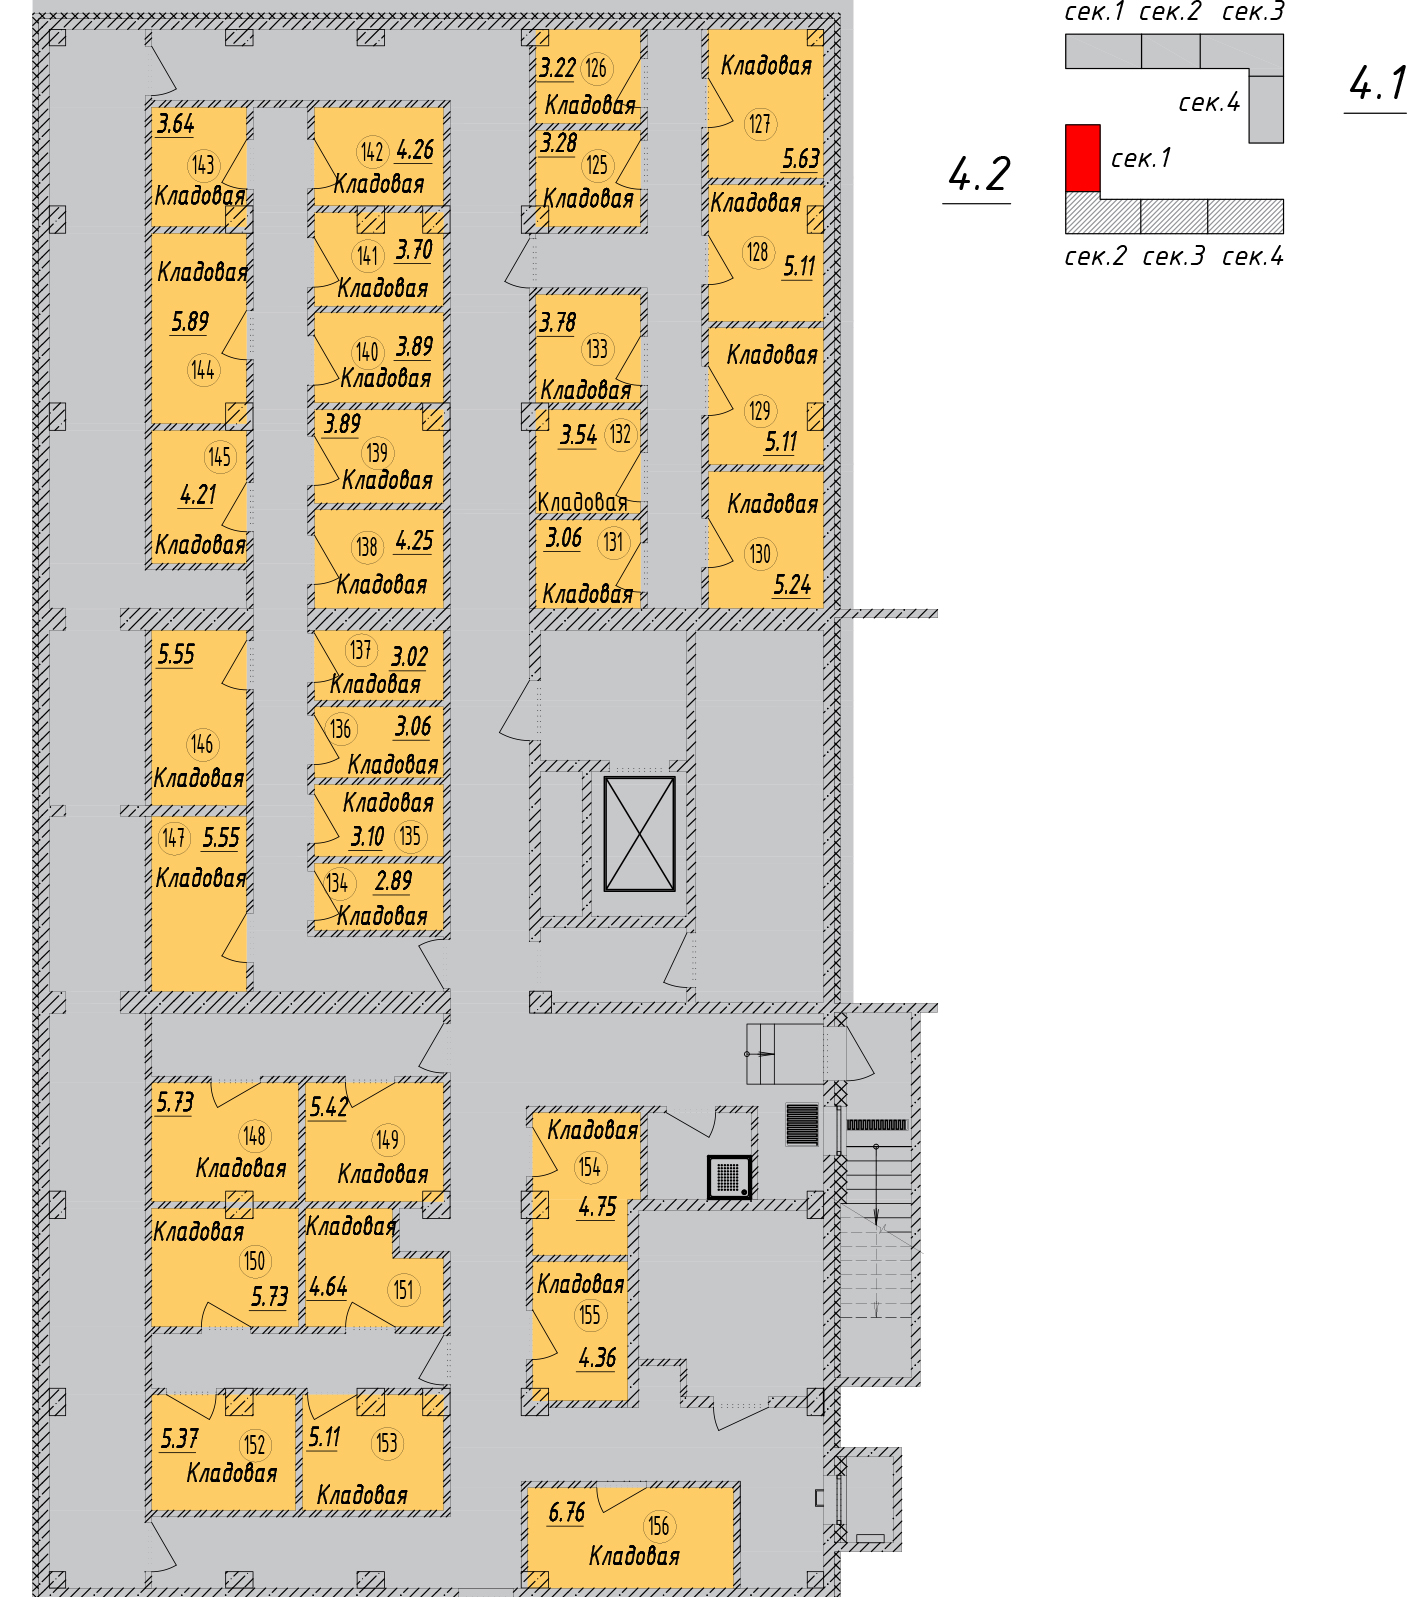 сек.1 сек.2 сек.3
4.1
сек.4
сек.1
4.2
сек.2 сек.3 сек.4
3.22 126
Кладовая
Кладовая
127
5.63
3.64
143
Кладовая
142 4.26
Кладовая
3.28
125
Кладовая
Кладовая
128
5.11
141 3.70
Кладовая
Кладовая
5.89
144
140 3.89
Кладовая
3.78
133
Кладовая
Кладовая
129
5.11
3.89
139
Кладовая
3.54 132
Кладовая
145
4.21
Кладовая
138 4.25
Кладовая
3.06 131
Кладовая
Кладовая
130
5.24
5.55
146
Кладовая
137 3.02
Кладовая
136 3.06
Кладовая
Кладовая
3.10 135
147 5.55
Кладовая
134 2.89
Кладовая
5.73
148
Кладовая
5.42
149
Кладовая
Кладовая
154
4.75
Кладовая
150
5.73
Кладовая
4.64 151
Кладовая
155
4.36
5.37 152
Кладовая
5.11 153
Кладовая
6.76 156
Кладовая